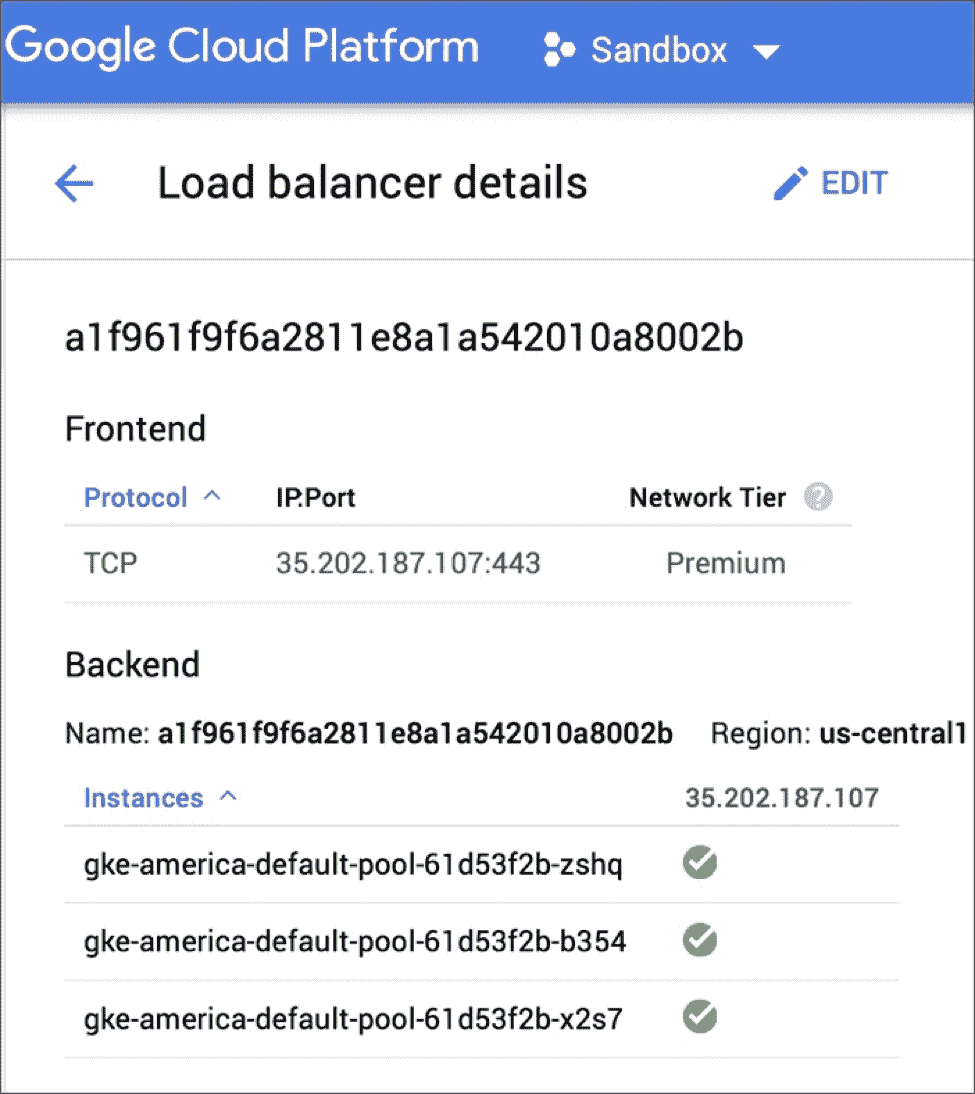 Google Cloud Platform Sandbox
Load balancer details EDIT
a1f961f9f6a2811e8a1a542010a8002b
Frontend
Protocol IP:Port Network Tier ?
TCP 35.202.187.107:443 Premium
Backend
Name: a1f961f9f6a2811e8a1a542010a8002b Region: us-central1
Instances 35.202.187.107
gke-america-default-pool-61d53f2b-zshq
gke-america-default-pool-61d53f2b-b354
gke-america-default-pool-61d53f2b-x2s7